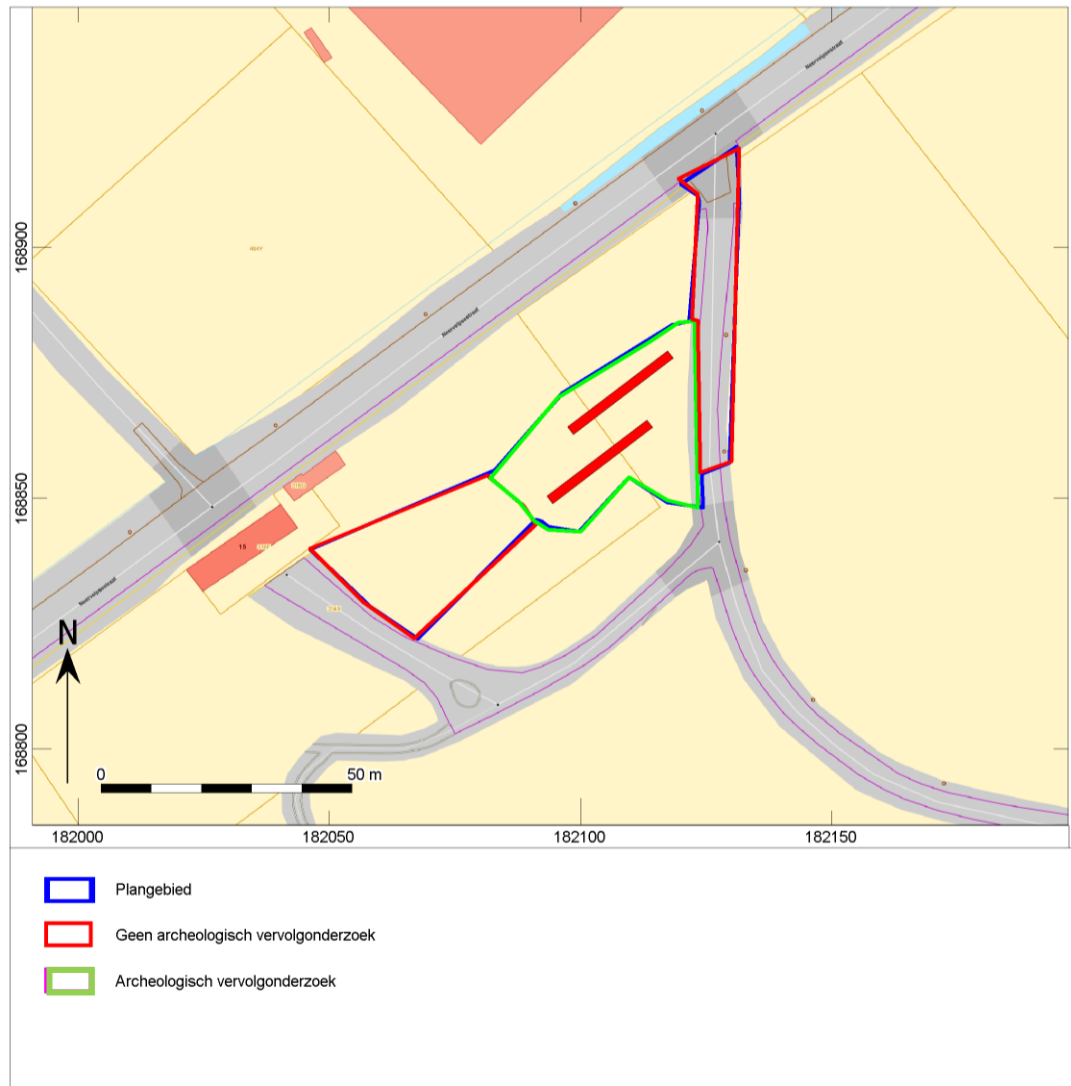 168900
168850
168800
15
N
0
50 m
182000
182050
182100
182150
Plangebied
Geen archeologisch vervolgonderzoek
Archeologisch vervolgonderzoek